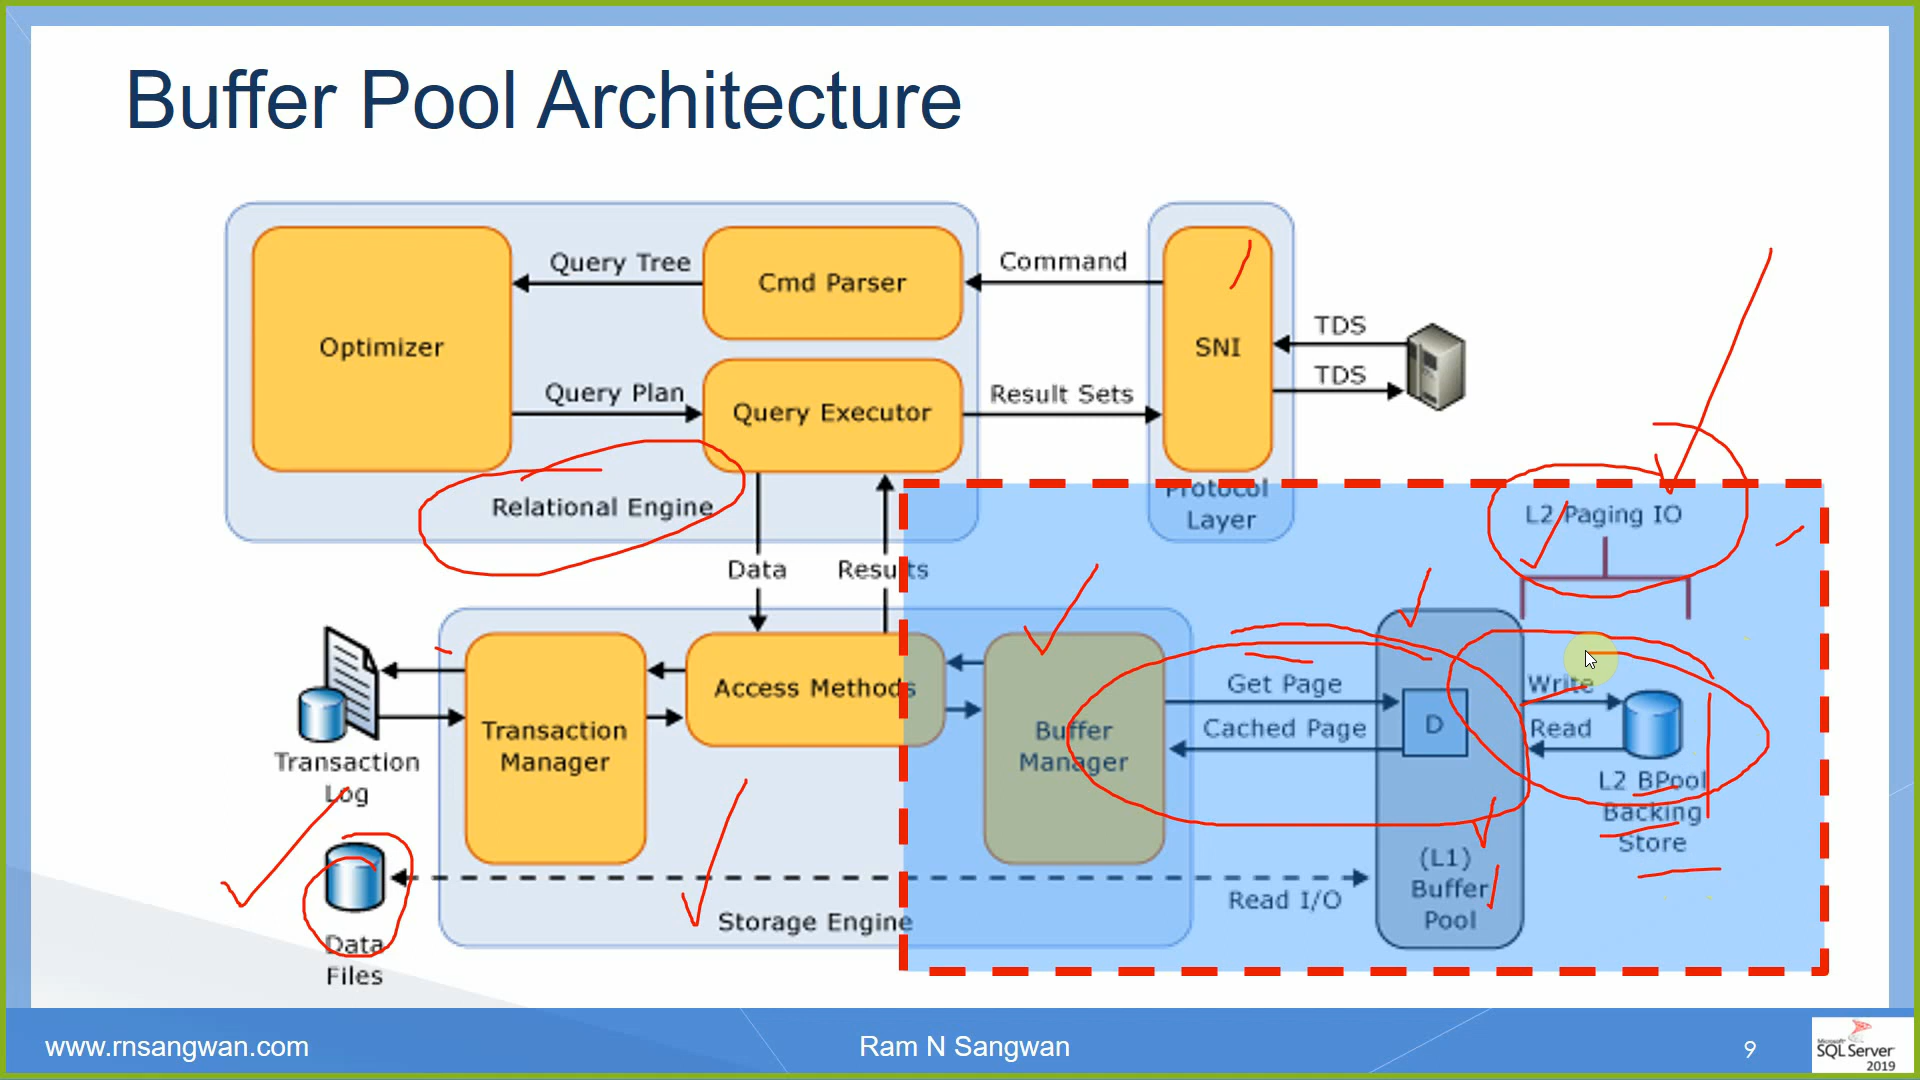 Buffer Pool Architecture
Query Tree
Cmd Parser
Command
Optimizer
SNI
TDS
TDS
Query Plan
Query Executor
Result Sets
Relational Engine
Protocol
Layer
L2 Paging IO
Data
Results
Transaction
Manager
Access Methods
Buffer
Manager
Get Page
Cached Page
D
Write
Read
L2 BPool
Backing
Store
Transaction
Log
(L1)
Buffer
Pool
Read I/O
Storage Engine
Data
Files
www.rnsangwan.com
Ram N Sangwan
9
Microsoft
SQL Server
2019